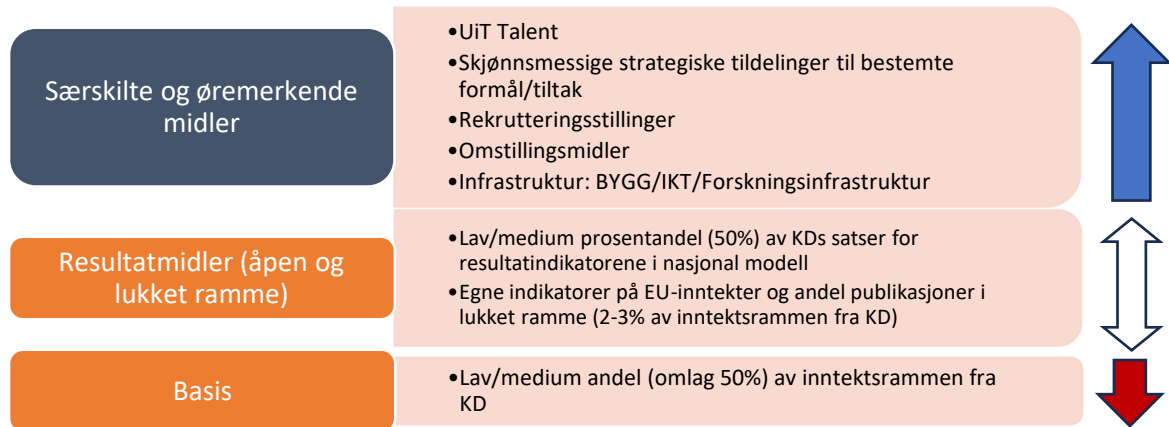 Særskilte og øremerkende
midler
•UiT Talent
•Skjønnsmessige strategiske tildelinger til bestemte
formål/tiltak
•Rekrutteringsstillinger
•Omstillingsmidler
•Infrastruktur: BYGG/IKT/Forskningsinfrastruktur
Resultatmidler (åpen og
lukket ramme)
•Lav/medium prosentandel (50%) av KDs satser for
resultatindikatorene i nasjonal modell
•Egne indikatorer på EU-inntekter og andel publikasjoner i
lukket ramme (2-3% av inntektsrammen fra KD)
Basis
•Lav/medium andel (omlag 50%) av inntektsrammen fra
KD